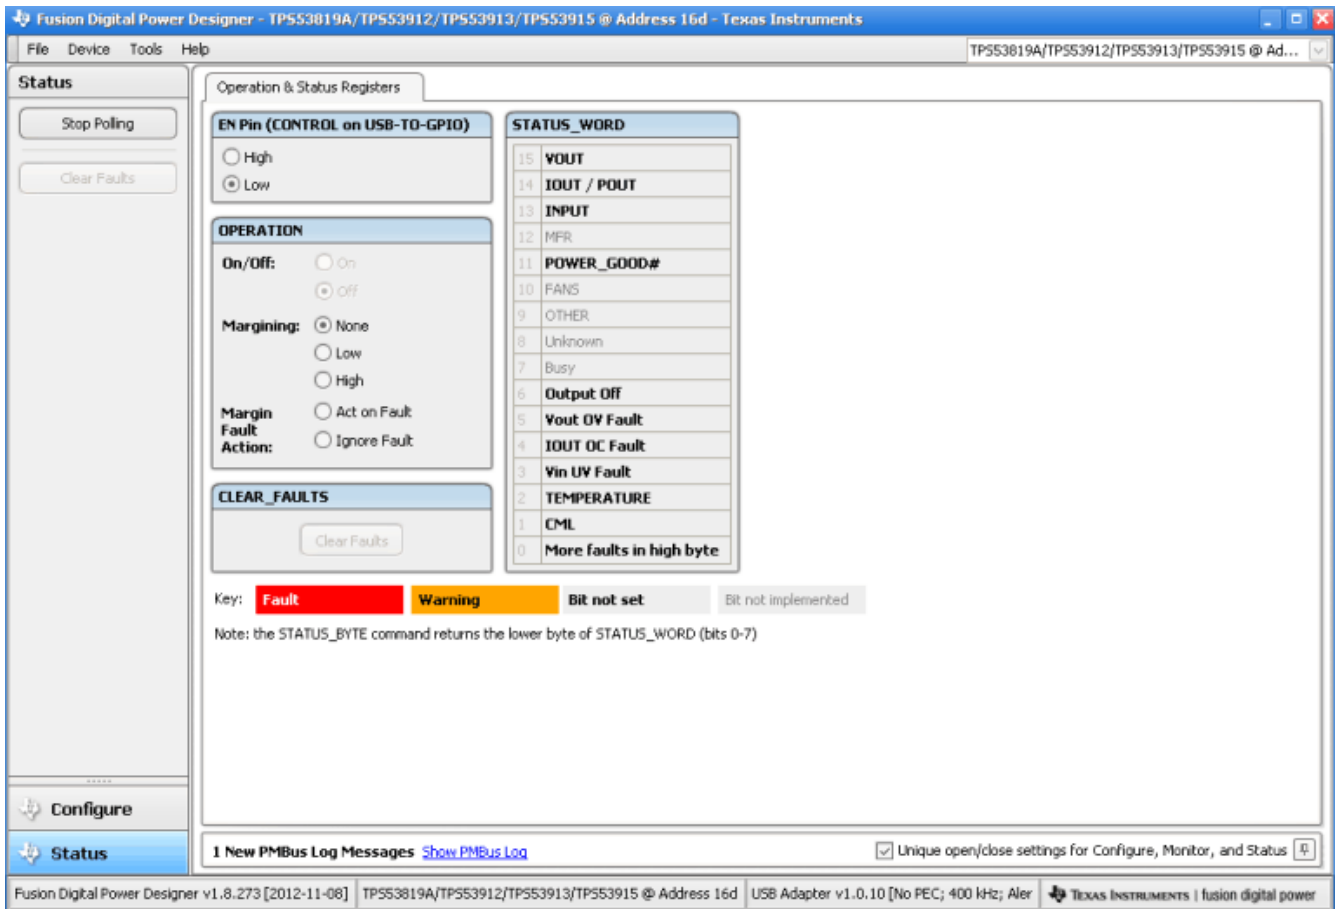 Fusion Digital Power Designer - TPS53819A/TPS53912/TPS53913/TPS53915 @ Address 16d - Texas Instruments
File Device Tools Help
TPS53819A/TPS53912/TPS53913/TPS53915 @ Ad...
Status
Stop Polling
Clear Faults
Operation & Status Registers
EN Pin (CONTROL on USB-TO-GPIO)
High
Low
OPERATION
On/Off:
On
Off
Margining:
None
Low
High
Margin
Fault
Action:
Act on Fault
Ignore Fault
CLEAR_FAULTS
Clear Faults
STATUS_WORD
15 VOUT
14 IOUT / POUT
13 INPUT
12 MFR
11 POWER_GOOD#
10 FANS
9 OTHER
8 Unknown
7 Busy
6 Output Off
5 Vout OV Fault
4 IOUT OC Fault
3 Vin UV Fault
2 TEMPERATURE
1 CML
0 More faults in high byte
Key: Fault Warning Bit not set Bit not implemented
Note: the STATUS_BYTE command returns the lower byte of STATUS_WORD (bits 0-7)
Configure
Status
1 New PMBus Log Messages Show PMBus Log
Unique open/close settings for Configure, Monitor, and Status
Fusion Digital Power Designer v1.8.273 [2012-11-08] TPS53819A/TPS53912/TPS53913/TPS53915 @ Address 16d USB Adapter v1.0.10 [No PEC; 400 kHz; Aler TEXAS INSTRUMENTS | fusion digital power